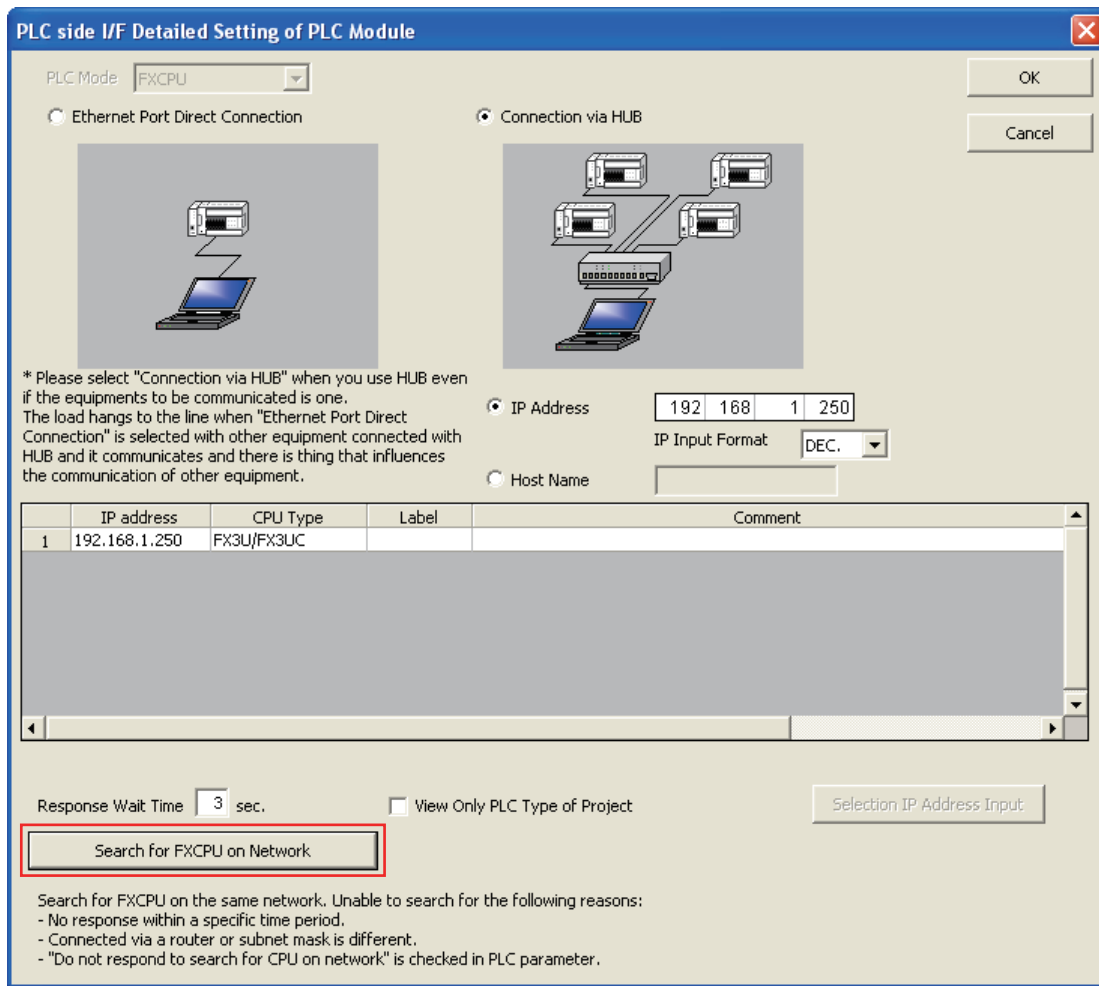 PLC side I/F Detailed Setting of PLC Module
PLC Mode FXCPU
OK
Ethernet Port Direct Connection
Connection via HUB
Cancel
* Please select "Connection via HUB" when you use HUB even
if the equipments to be communicated is one.
The load hangs to the line when "Ethernet Port Direct
Connection" is selected with other equipment connected with
HUB and it communicates and there is thing that influences
the communication of other equipment.
IP Address 192 168 1 250
IP Input Format DEC.
Host Name
IP address CPU Type Label Comment
1 192.168.1.250 FX3U/FX3UC
Response Wait Time 3 sec.
View Only PLC Type of Project
Selection IP Address Input
Search for FXCPU on Network
Search for FXCPU on the same network. Unable to search for the following reasons:
- No response within a specific time period.
- Connected via a router or subnet mask is different.
- "Do not respond to search for CPU on network" is checked in PLC parameter.